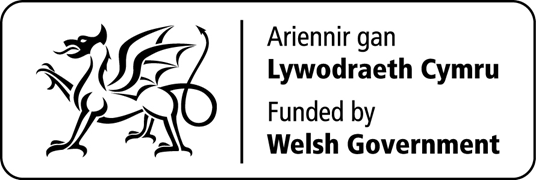 Ariennir gan
Lywodraeth Cymru
Funded by
Welsh Government